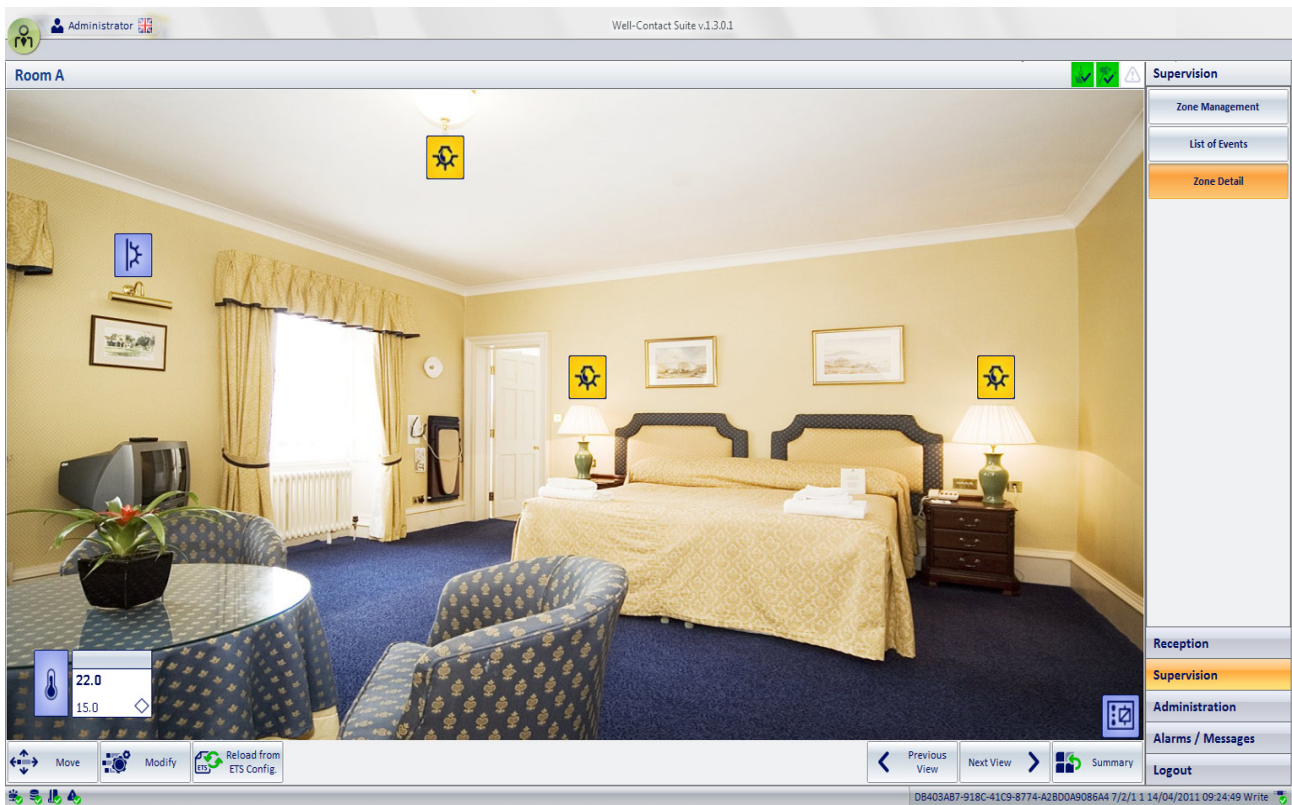 Administrator
Well-Contact Suite v.1.3.0.1
Room A
Supervision
Zone Management
List of Events
Zone Detail
22.0
15.0
Reception
Supervision
Administration
Alarms / Messages
Logout
Move
Modify
ETS
Reload from
ETS Config.
Previous
View
Next View
Summary
DB403AB7-918C-41C9-8774-A2BD0A9086A4 7/2/1 1 14/04/2011 09:24:49 Write